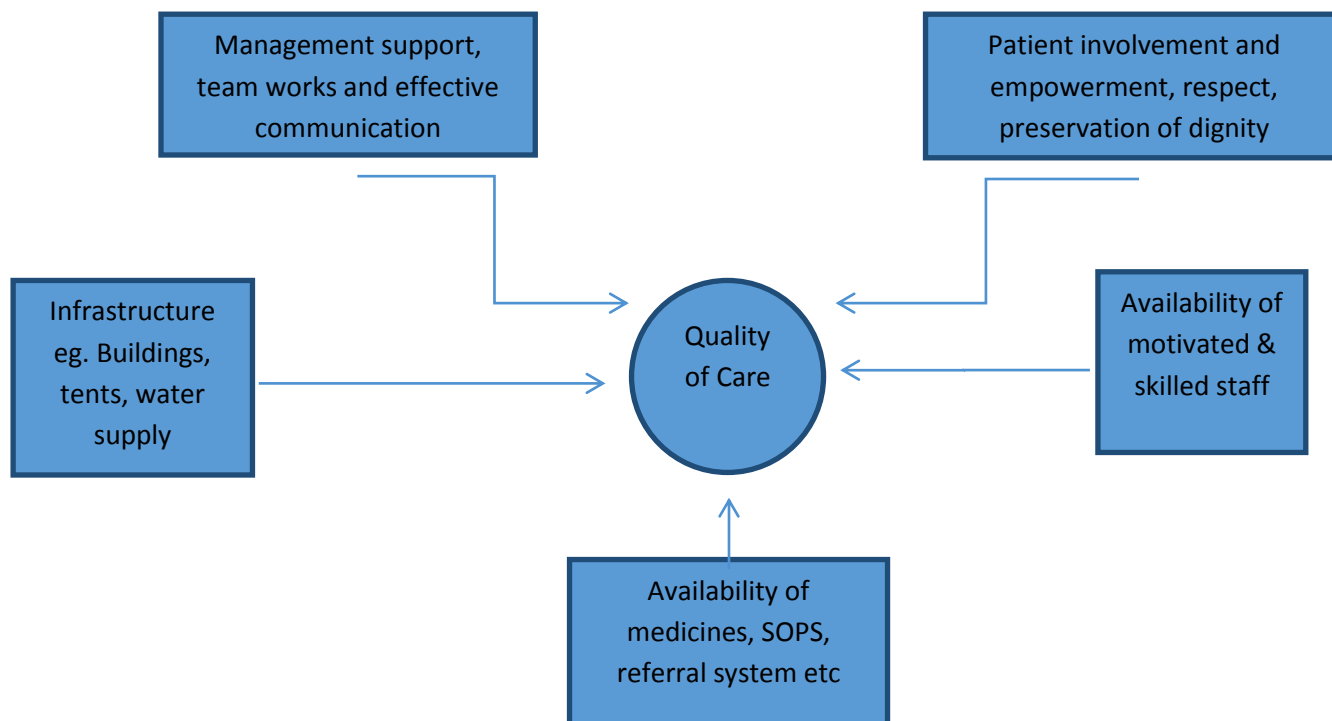 Management support,
team works and effective
communication
Patient involvement and
empowerment, respect,
preservation of dignity
Infrastructure
eg. Buildings,
tents, water
supply
Quality
of Care
Availability of
motivated &
skilled staff
Availability of
medicines, SOPS,
referral system etc